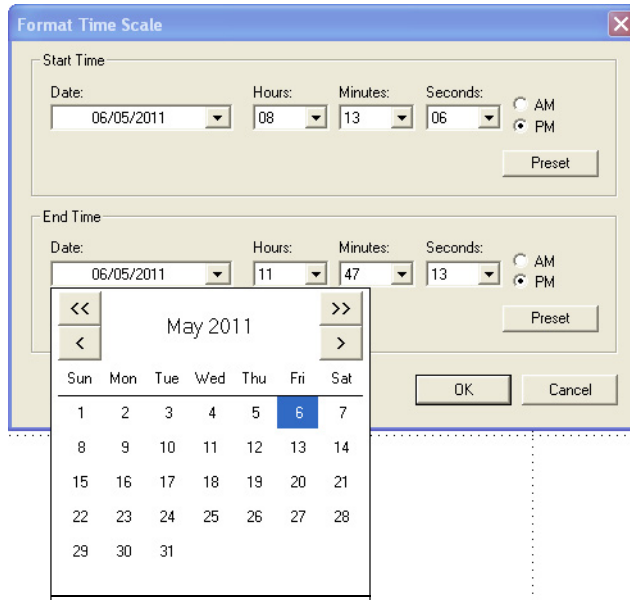 Format Time Scale
Start Time
Date: Hours: Minutes: Seconds:
06/05/2011 08 13 06 AM
PM
Preset
End Time
Date: Hours: Minutes: Seconds:
06/05/2011 11 47 13 AM
PM
<< May 2011 >>
< >
Preset
Sun Mon Tue Wed Thu Fri Sat
OK Cancel
1 2 3 4 5 6 7
8 9 10 11 12 13 14
15 16 17 18 19 20 21
22 23 24 25 26 27 28
29 30 31